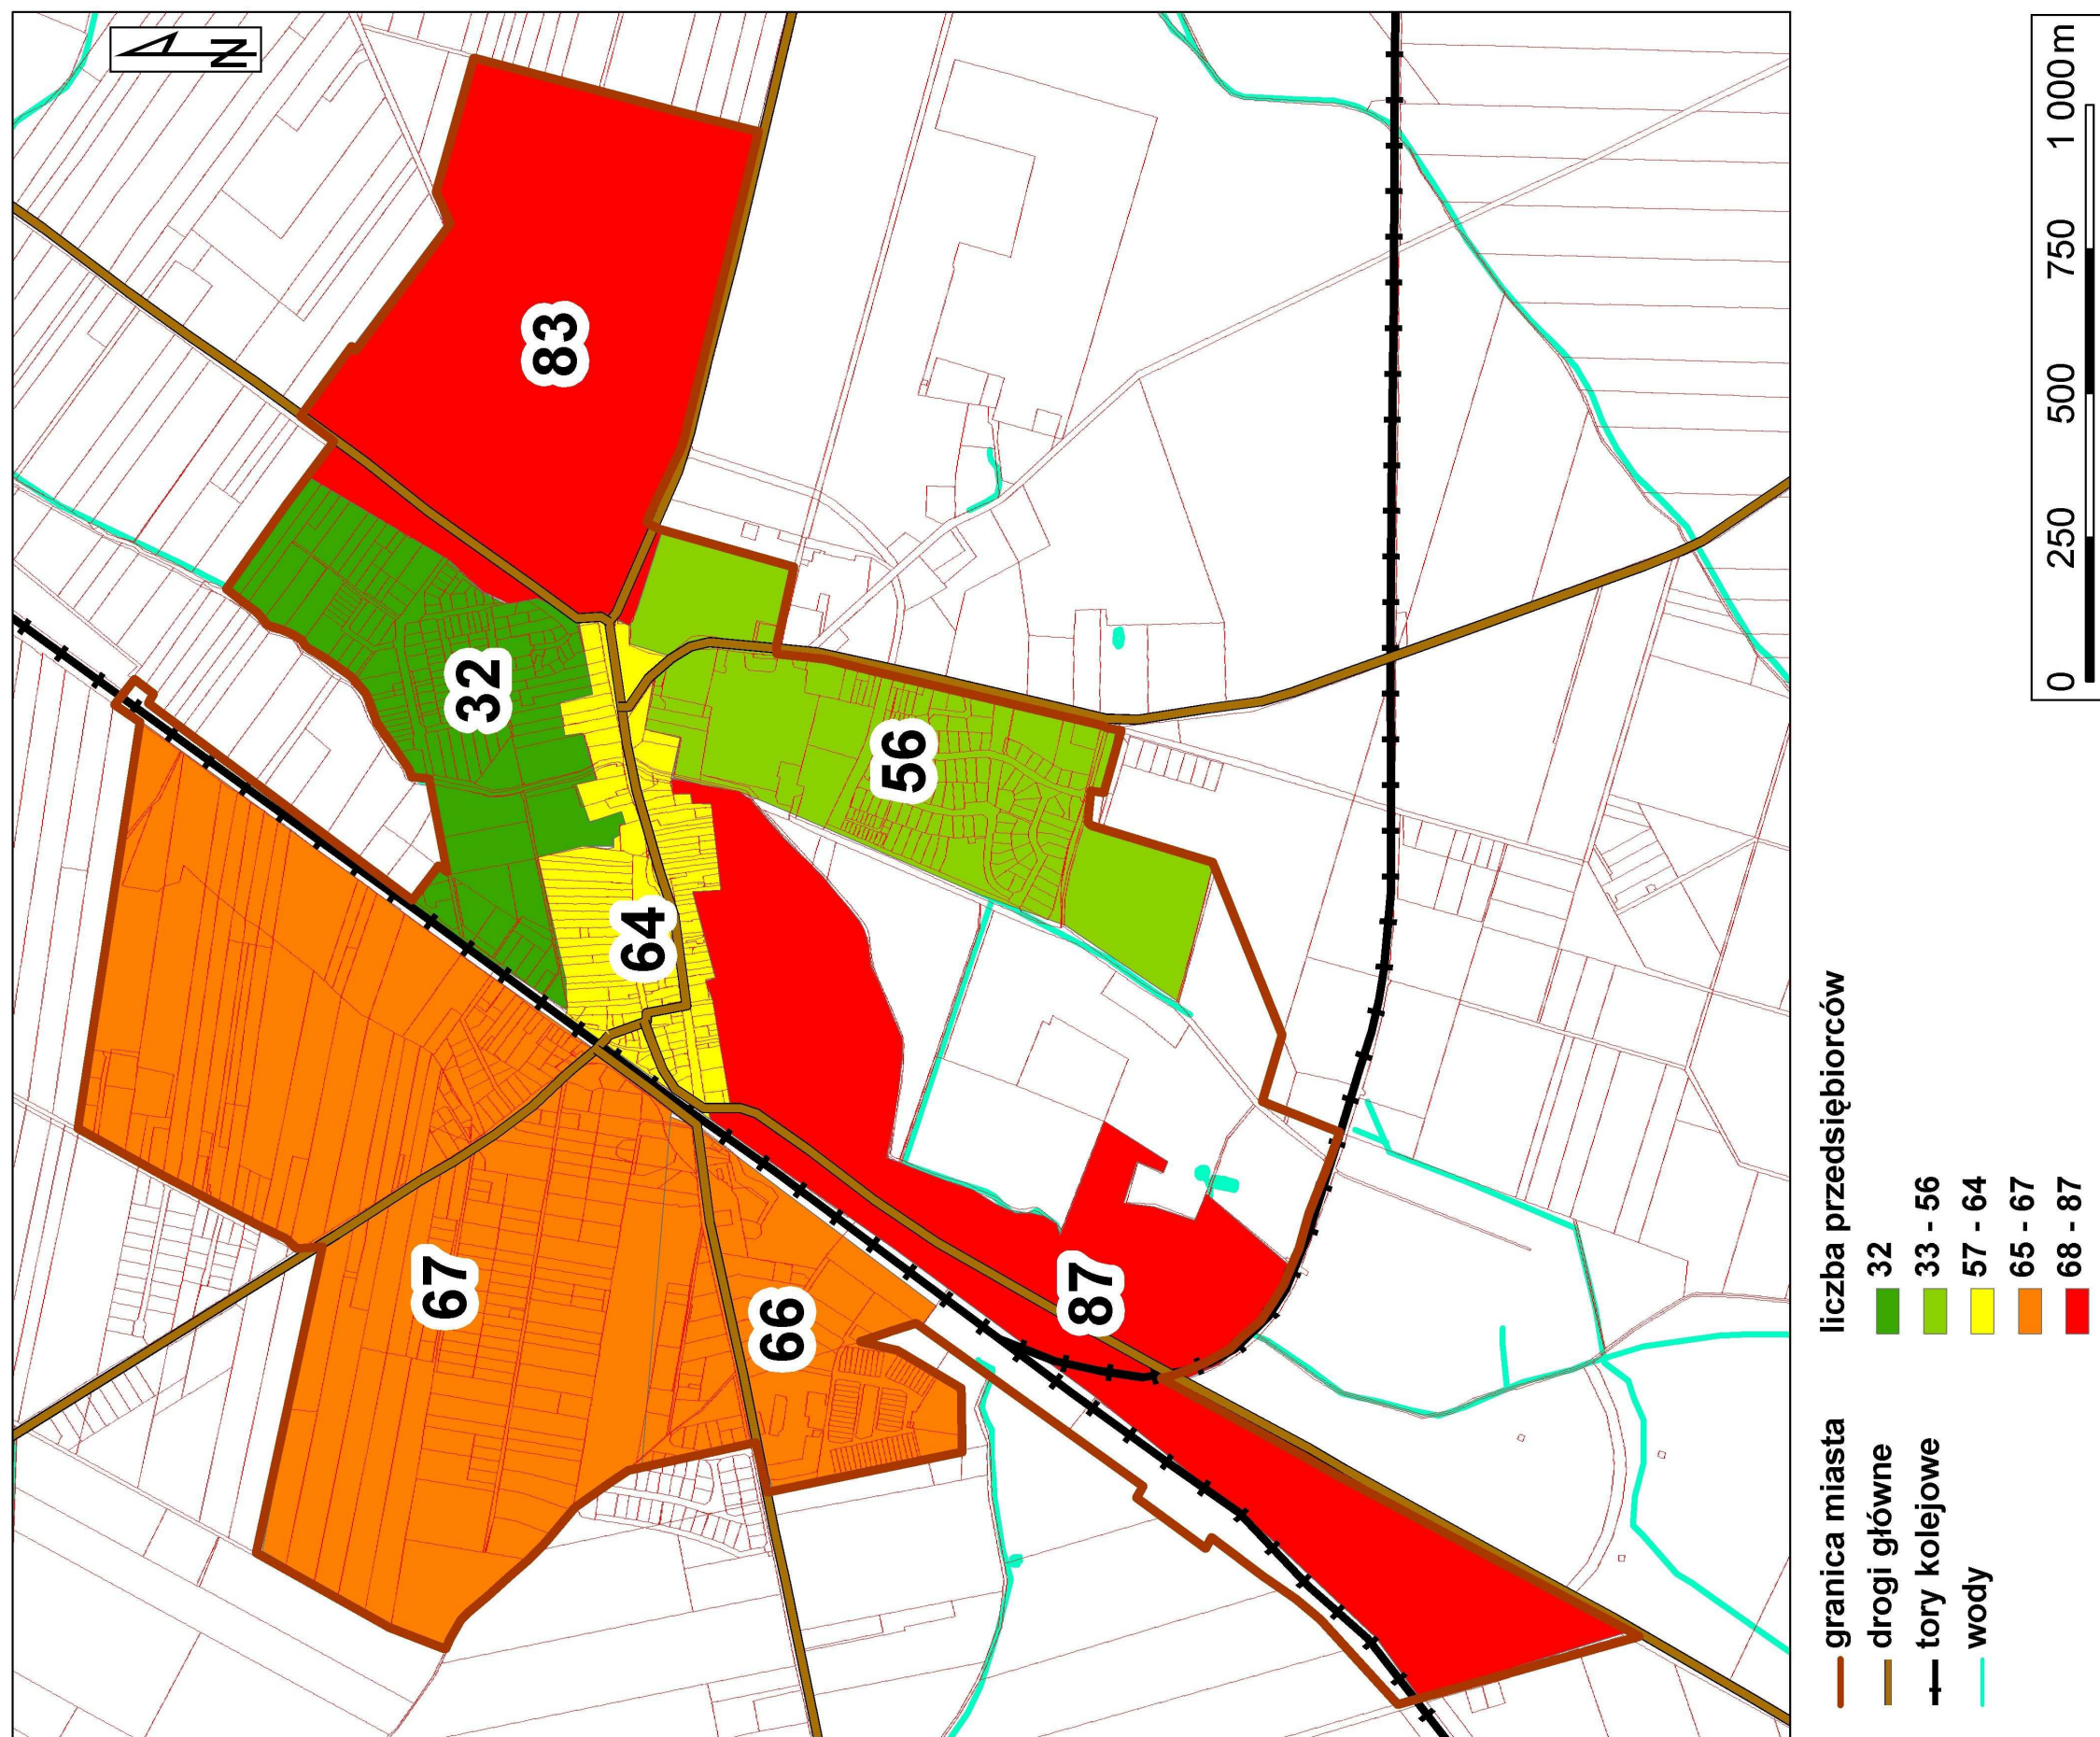 N
83
32
64
56
67
66
87
granica miasta
drogi główne
tory kolejowe
wody
liczba przedsiębiorców
32
33 - 56
57 - 64
65 - 67
68 - 87
0 250 500 750 1 000 m